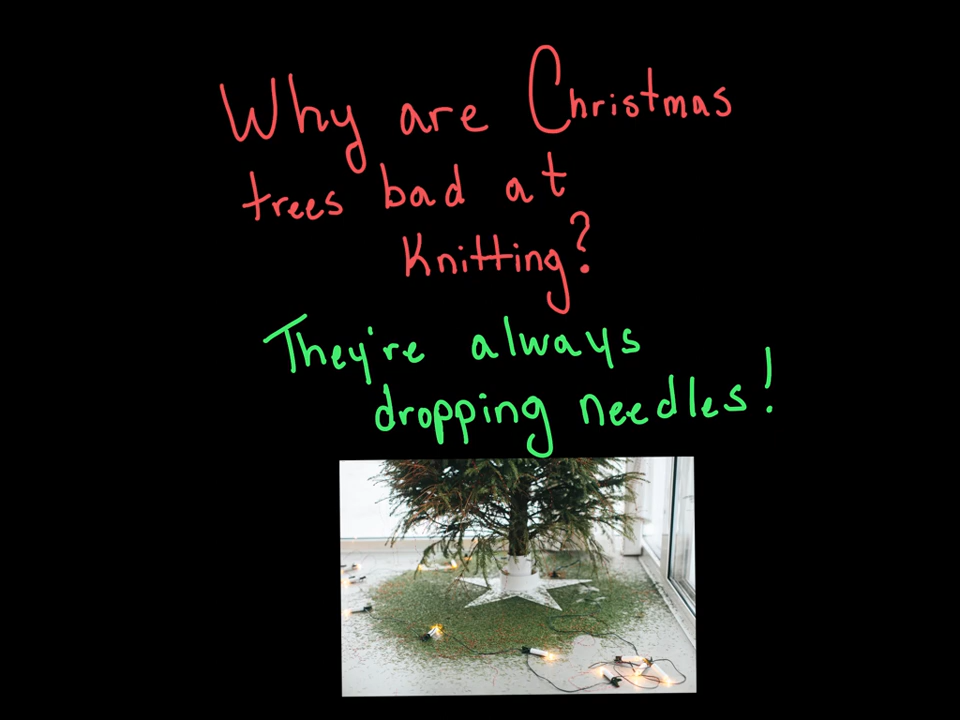 Why are Christmas
trees bad at
Knitting?
They're always
dropping needles!